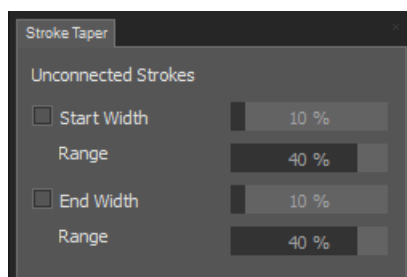 Stroke Taper
Unconnected Strokes
Start Width 10 %
Range 40 %
End Width 10 %
Range 40 %